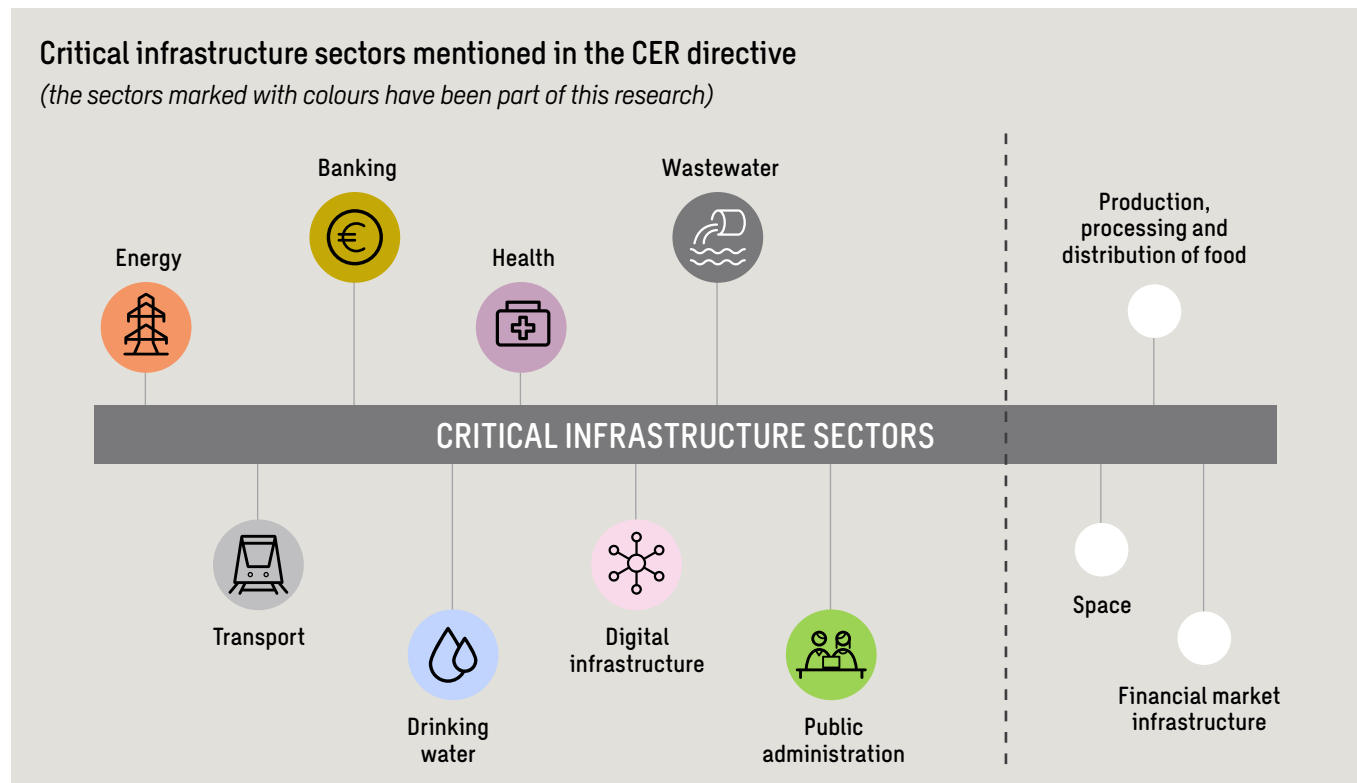 Critical infrastructure sectors mentioned in the CER directive
(the sectors marked with colours have been part of this research)
Banking
Wastewater
Production,
processing and
distribution of food
Energy
Health
€
CRITICAL INFRASTRUCTURE SECTORS
Transport
Digital
infrastructure
Space
Drinking
water
Public
administration
Financial market
infrastructure